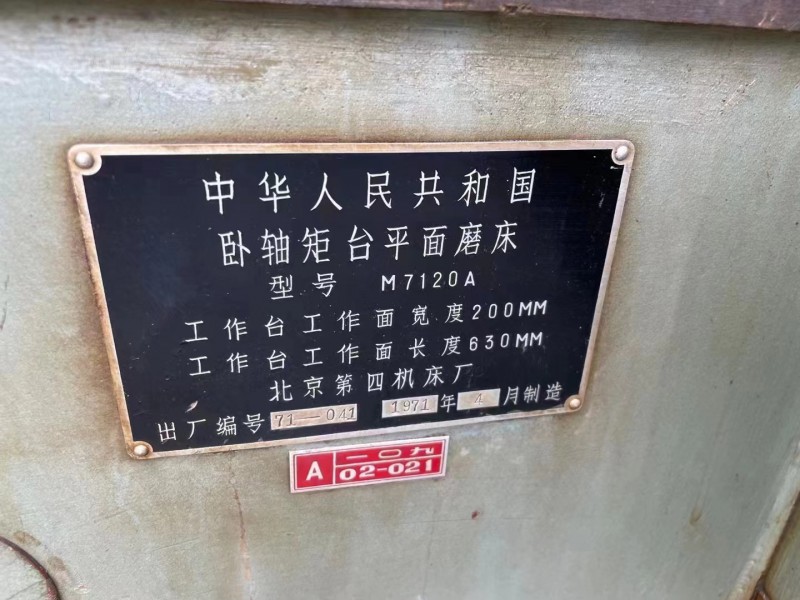 中华人民共和国
卧轴矩台平面磨床
型号 M7120A
工作台工作面宽度200MM
工作台工作面长度630MM
北京第四机床厂
出厂编号 71-041 1971年 4 月制造
A 一〇九
02-021